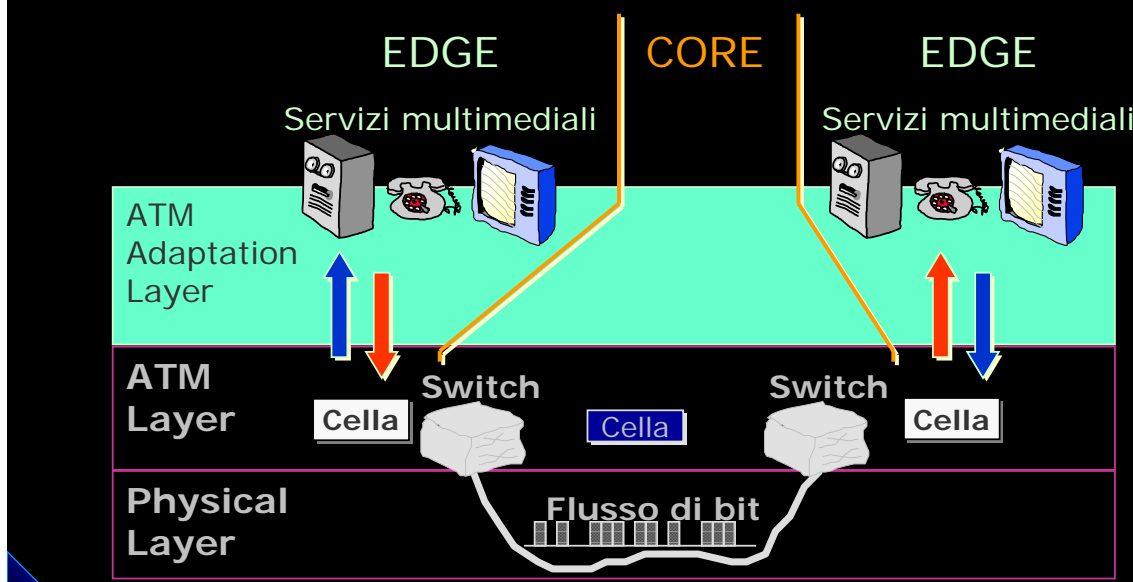 EDGE
CORE
EDGE
Servizi multimediali
Servizi multimediali
ATM
Adaptation
Layer
ATM
Layer
Switch
Switch
Cella
Cella
Cella
Physical
Layer
Flusso di bit